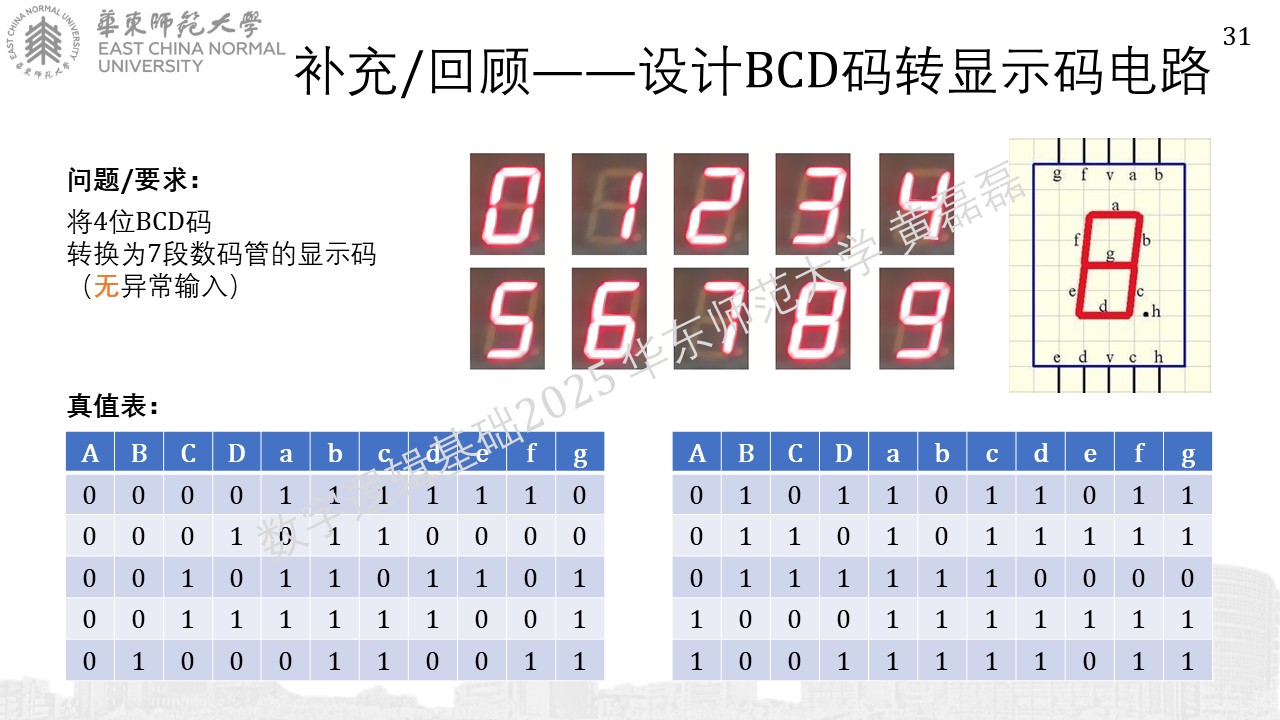 華東師範大學
EAST CHINA NORMAL
UNIVERSITY
EAST CHINA NORMAL UNIVERSITY
華東師範大學
31
补充/回顾——设计BCD码转显示码电路
问题/要求：
将4位BCD码
转换为7段数码管的显示码
（无异常输入）
0 1 2 3 4
5 6 7 8 9
g f v a b
a
f b
g
e c
d h
e d v c h
真值表：
A B C D a b c d e f g
0 0 0 0 1 1 1 1 1 1 0
0 0 0 1 0 1 1 0 0 0 0
0 0 1 0 1 1 0 1 1 0 1
0 0 1 1 1 1 1 1 0 0 1
0 1 0 0 0 1 1 0 0 1 1
A B C D a b c d e f g
0 1 0 1 1 0 1 1 0 1 1
0 1 1 0 1 0 1 1 1 1 1
0 1 1 1 1 1 1 0 0 0 0
1 0 0 0 1 1 1 1 1 1 1
1 0 0 1 1 1 1 1 0 1 1
数字逻辑基础2025 华东师范大学 黄磊磊